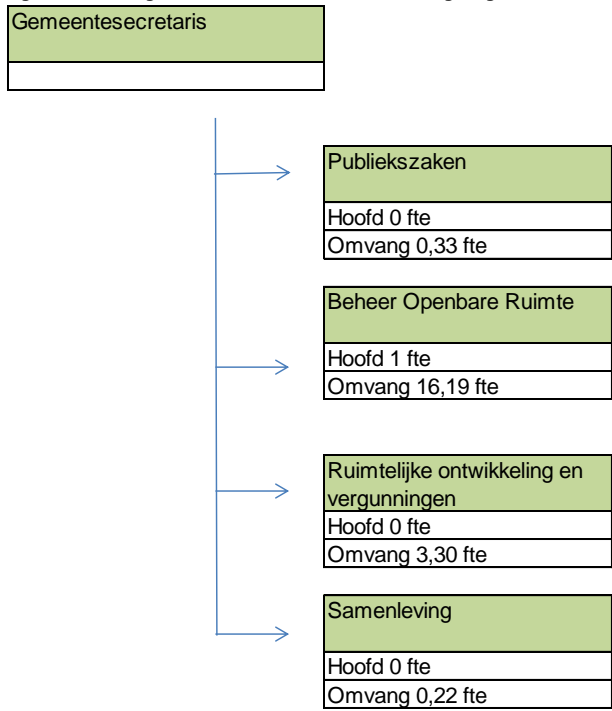 Gemeentesecretaris
Publiekszaken
Hoofd 0 fte
Omvang 0,33 fte
Beheer Openbare Ruimte
Hoofd 1 fte
Omvang 16,19 fte
Ruimtelijke ontwikkeling en
vergunningen
Hoofd 0 fte
Omvang 3,30 fte
Samenleving
Hoofd 0 fte
Omvang 0,22 fte